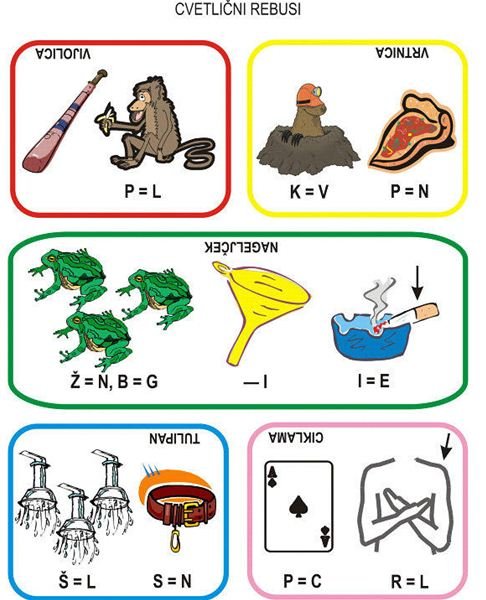 CVETLIČNI REBUSI
VIJOLICA
P = L
VRTNICA
K = V P = N
NAGELJČEK
Ž = N, B = G — I I = E
TULIPAN
Š = L S = N
CIKLAMA
A
A
P = C R = L